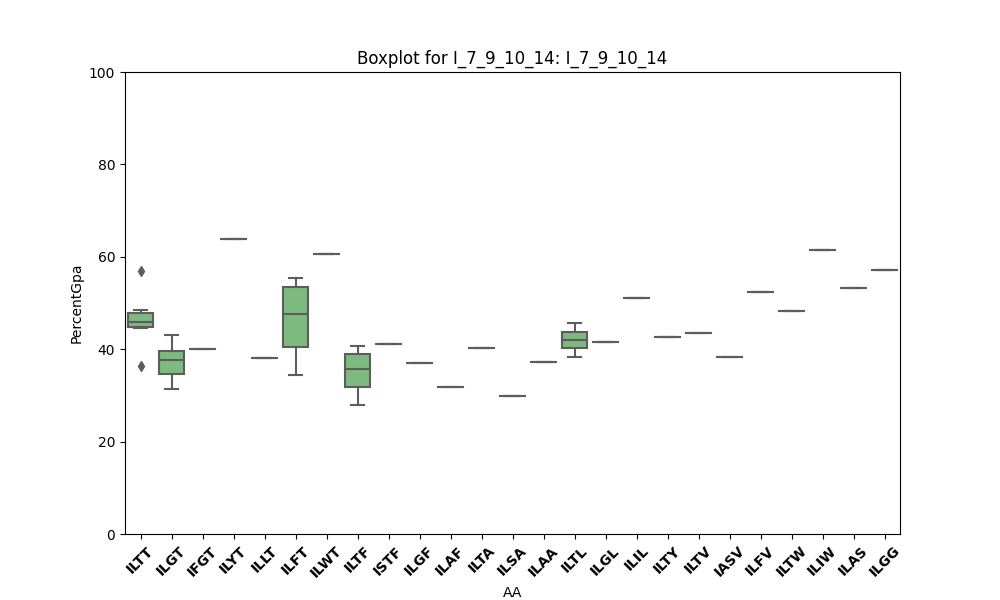 Boxplot for I_7_9_10_14: I_7_9_10_14
PercentGpa
100
80
60
40
20
0
ILTT ILGT IFGT ILYT ILLT ILFT ILWT ILTF ISTF ILGF ILAF ILTA ILSA ILAA ILTL ILGL ILIL ILTY ILTV IASV ILFV ILTW ILIW ILAS ILGG
AA